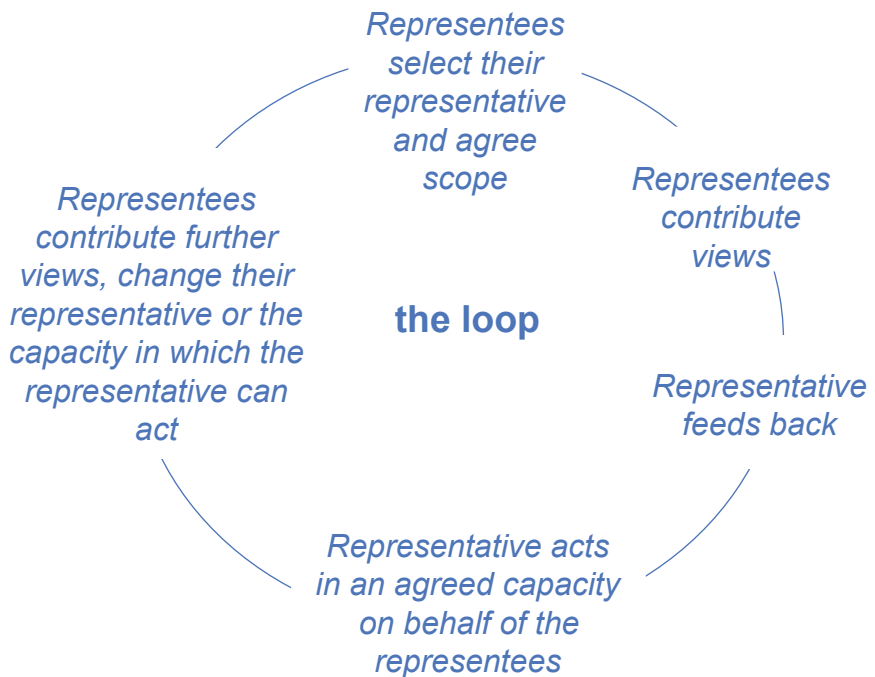 Representees
select their
representative
and agree
scope
Representees
contribute
views
Representative
feeds back
Representative acts
in an agreed capacity
on behalf of the
representees
Representees
contribute further
views, change their
representative or the
capacity in which the
representative can
act
the loop